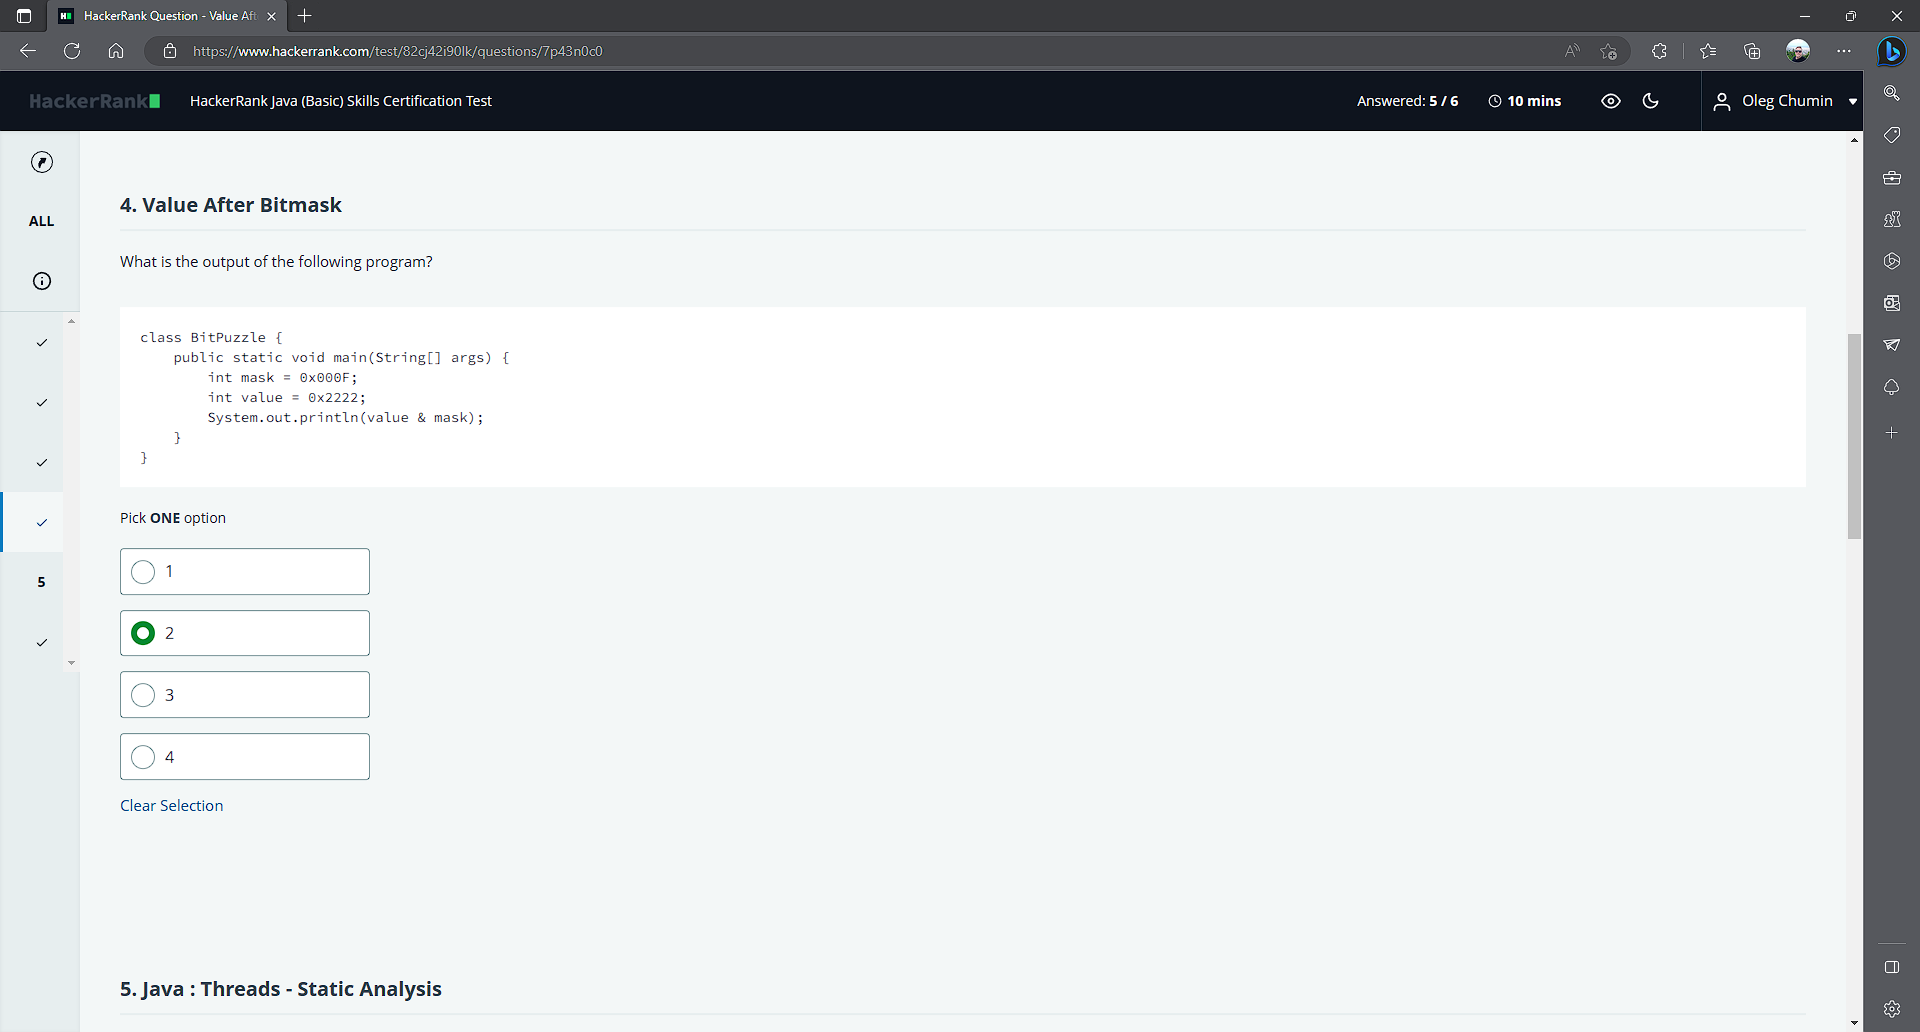 HackerRank Question - Value Aft
https://www.hackerrank.com/test/82cj42i90lk/questions/7p43n0c0
HackerRank
HackerRank Java (Basic) Skills Certification Test
Answered: 5 / 6
10 mins
Oleg Chumin
ALL
5
4. Value After Bitmask
What is the output of the following program?
class BitPuzzle {
    public static void main(String[] args) {
        int mask = 0x000F;
        int value = 0x2222;
        System.out.println(value & mask);
    }
}
Pick ONE option
1
2
3
4
Clear Selection
5. Java : Threads - Static Analysis